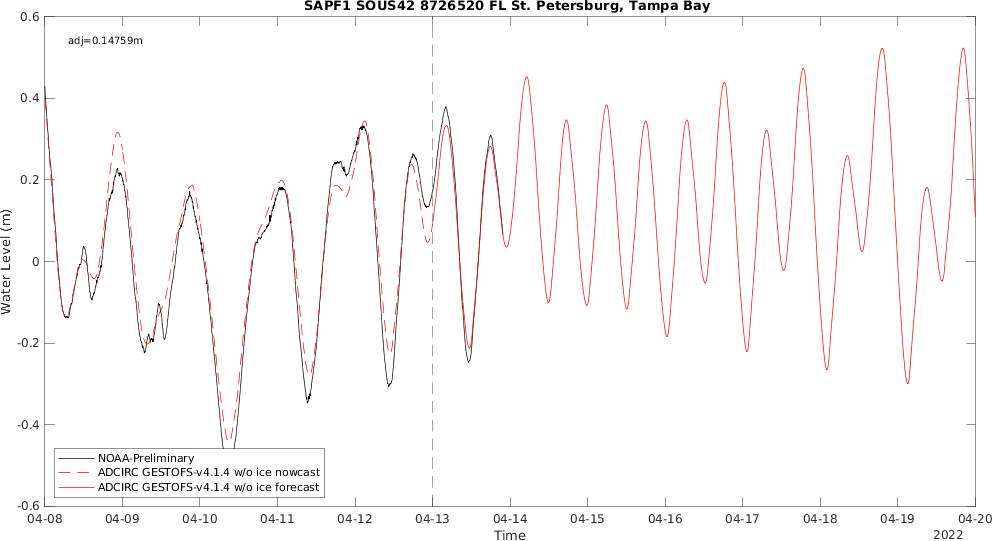 SAPF1 SOUS42 8726520 FL St. Petersburg, Tampa Bay
adj=0.14759m
0.6
0.4
0.2
0
-0.2
-0.4
-0.6
Water Level (m)
NOAA-Preliminary
ADCIRC GESTOFS-v4.1.4 w/o ice nowcast
ADCIRC GESTOFS-v4.1.4 w/o ice forecast
04-08 04-09 04-10 04-11 04-12 04-13 04-14 04-15 04-16 04-17 04-18 04-19 04-20
Time
2022